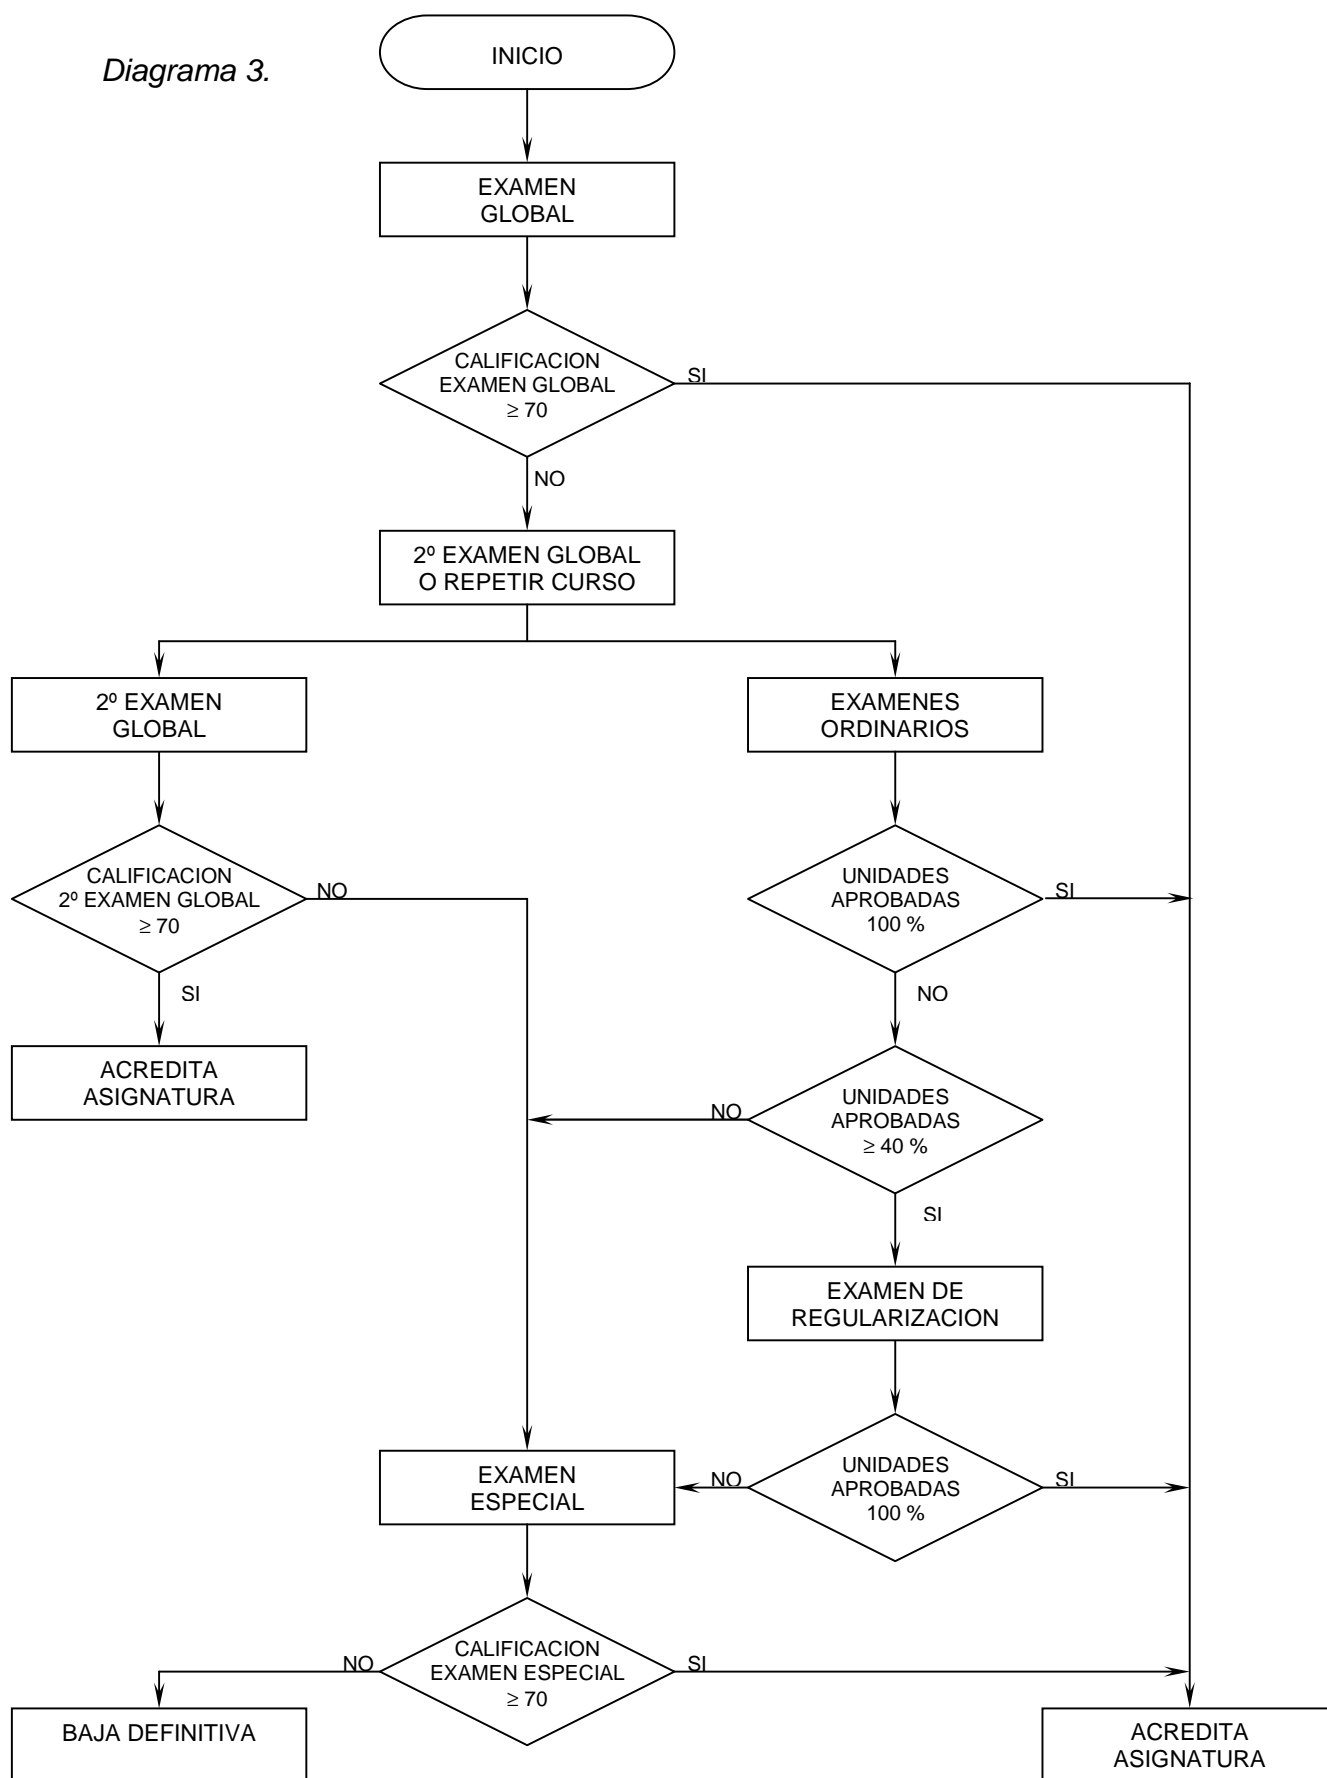 Diagrama 3.
INICIO
EXAMEN
GLOBAL
CALIFICACION
EXAMEN GLOBAL
≥ 70
SI
NO
2º EXAMEN GLOBAL
O REPETIR CURSO
2º EXAMEN
GLOBAL
EXAMENES
ORDINARIOS
CALIFICACION
2º EXAMEN GLOBAL
≥ 70
NO
SI
UNIDADES
APROBADAS
100 %
SI
NO
ACREDITA
ASIGNATURA
UNIDADES
APROBADAS
≥ 40 %
NO
SI
EXAMEN DE
REGULARIZACION
EXAMEN
ESPECIAL
UNIDADES
APROBADAS
100 %
NO
SI
CALIFICACION
EXAMEN ESPECIAL
≥ 70
NO
SI
BAJA DEFINITIVA
ACREDITA
ASIGNATURA